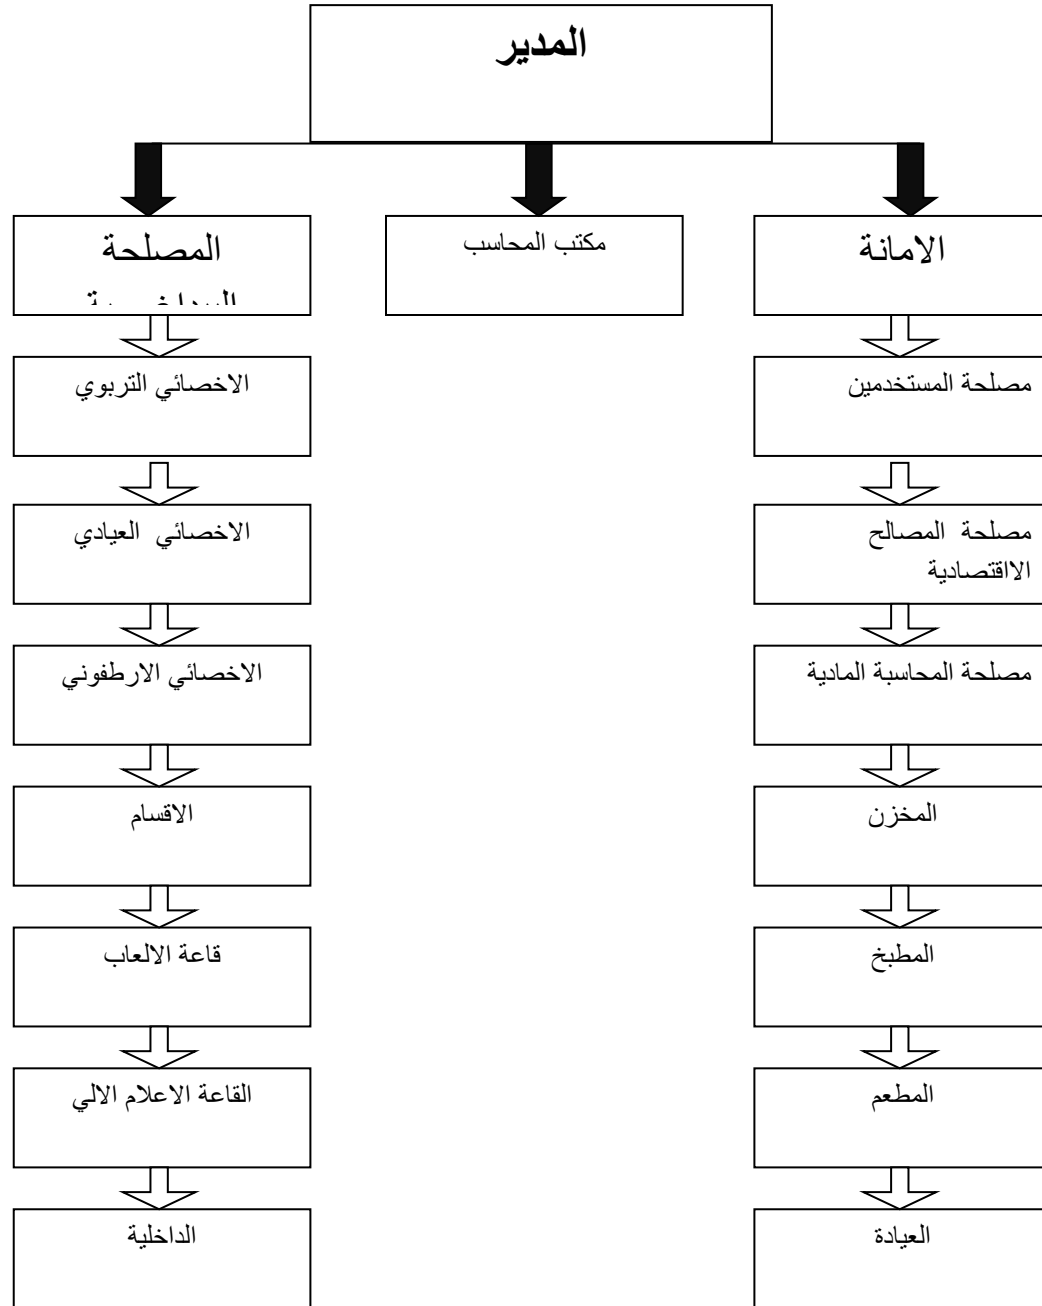 المدير
الامانة
مكتب المحاسب
المصلحة
مصلحة المستخدمين
الاخصائي التربوي
مصلحة المصالح
الااقتصادية
الاخصائي العيادي
مصلحة المحاسبة المادية
الاخصائي الارطفوني
المخزن
الاقسام
المطبخ
قاعة الالعاب
المطعم
القاعة الاعلام الالي
العيادة
الداخلية